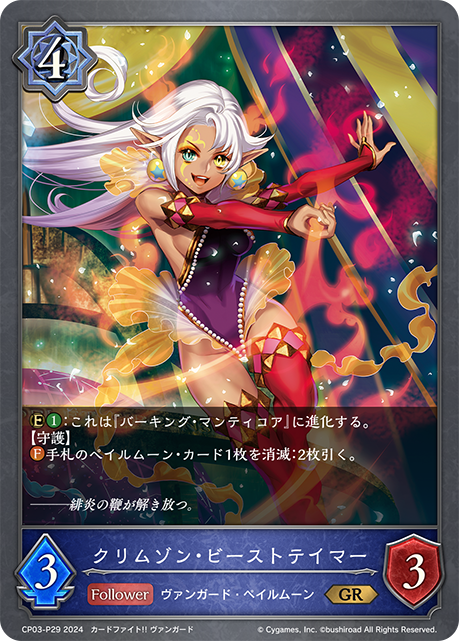 4
E 1:これは『バーキング・マンティコア』に進化する。
【守護】
F 手札のペイルムーン・カード1枚を消滅:2枚引く。
――緋炎の鞭が解き放つ。
クリムゾン・ビーストテイマー
3
Follower ヴァンガード・ペイルムーン GR
3
CP03-P29 2024 カードファイト!! ヴァンガード © Cygames, Inc. ©bushiroad All Rights Reserved.